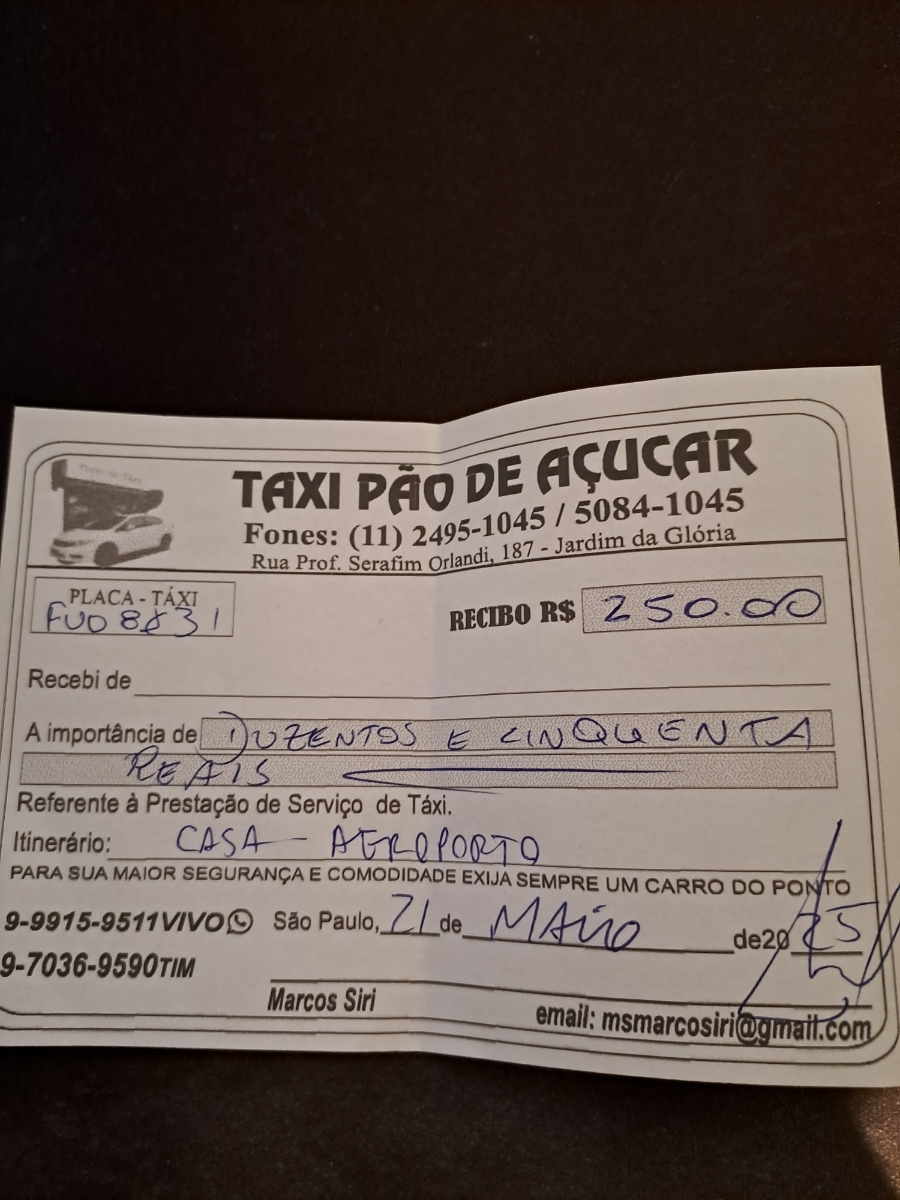 TAXI PÃO DE AÇUCAR
Fones: (11) 2495-1045 / 5084-1045
Rua Prof. Serafim Orlandi, 187 - Jardim da Glória
PLACA - TÁXI
FUO 8831
RECIBO R$ 250.00
Recebi de
A importância de DUZENTOS E CINQUENTA
REAIS
Referente à Prestação de Serviço de Táxi.
Itinerário: CASA - AEROPORTO
PARA SUA MAIOR SEGURANÇA E COMODIDADE EXIJA SEMPRE UM CARRO DO PONTO
9-9915-9511VIVO São Paulo, 21 de MAIO de 2025
9-7036-9590TIM
Marcos Siri
email: msmarcosiri@gmail.com